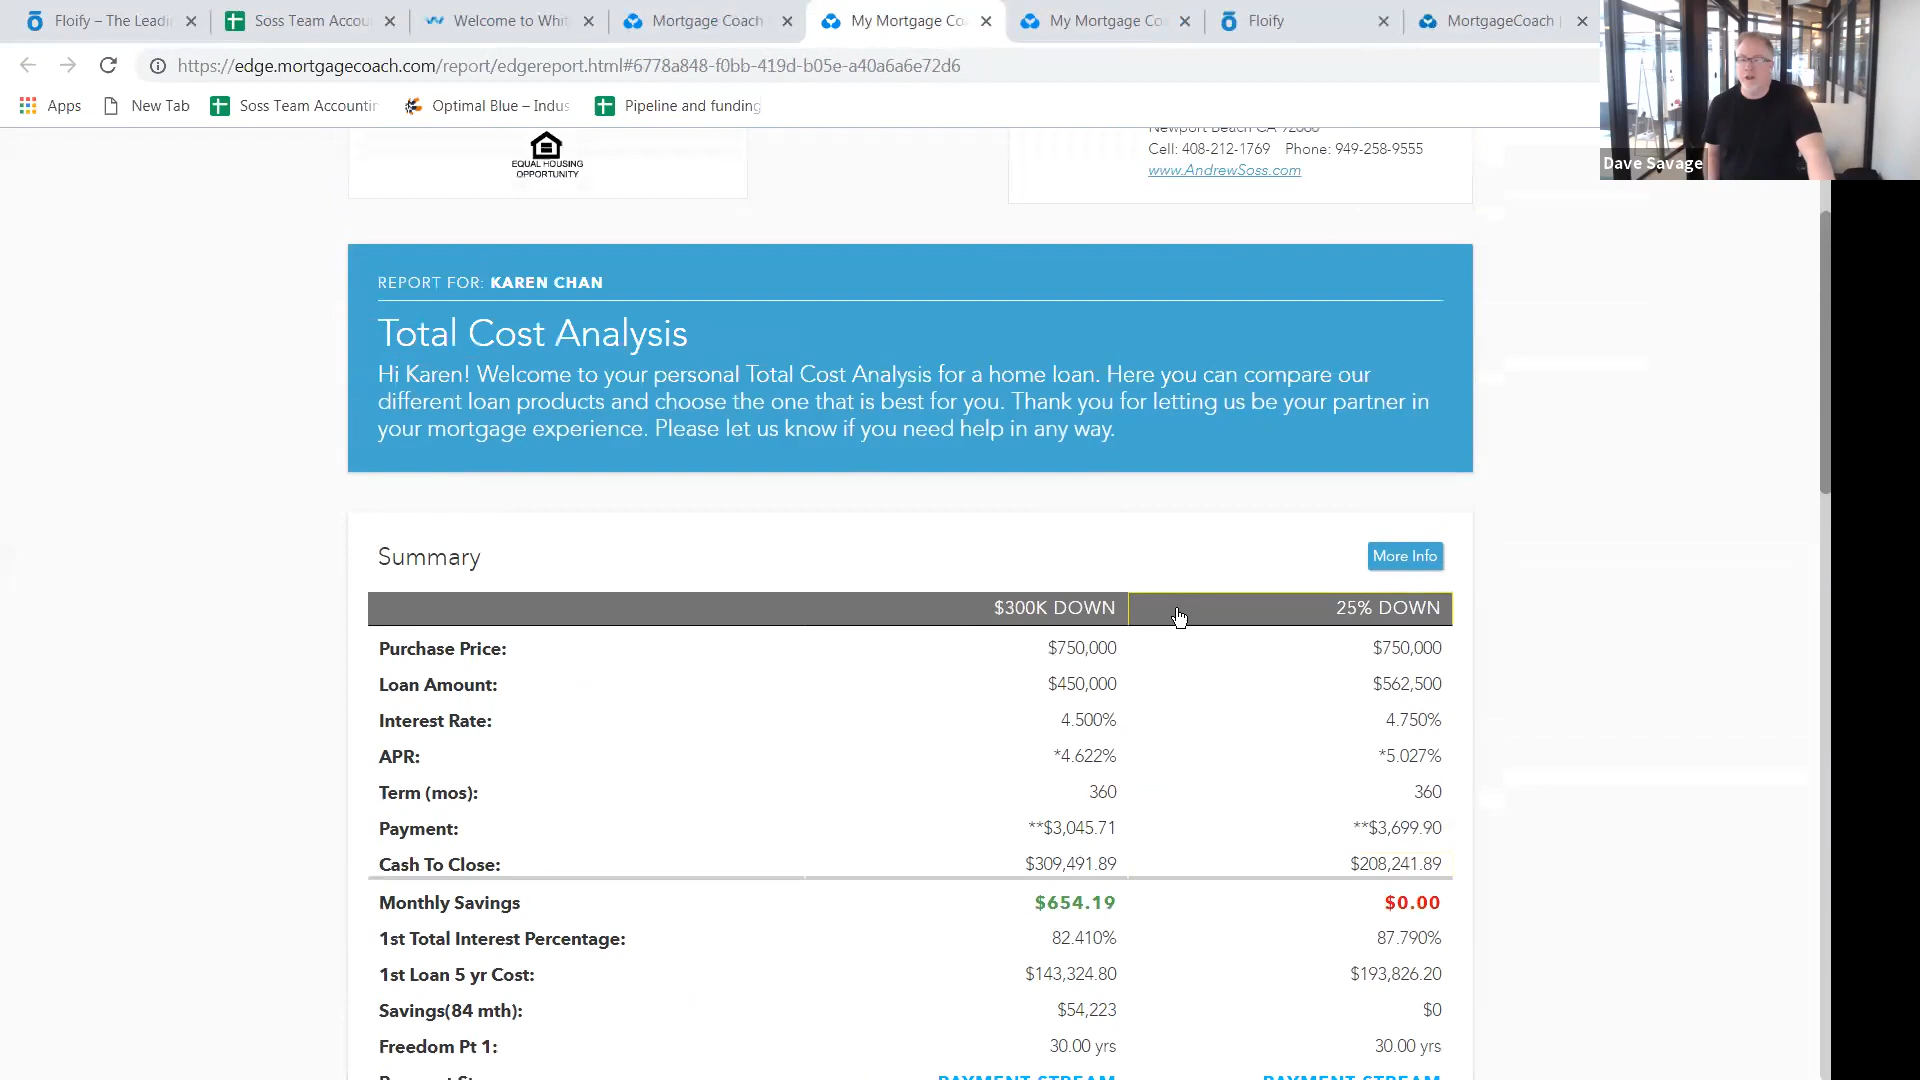 Floify – The Leadi
Soss Team Accou
Welcome to Whit
Mortgage Coach
My Mortgage Co
My Mortgage Co
Floify
MortgageCoach |
https://edge.mortgagecoach.com/report/edgereport.html#6778a848-f0bb-419d-b05e-a40a6a6e72d6
Apps
New Tab
Soss Team Accountin
Optimal Blue – Indus
Pipeline and funding
Dave Savage
EQUAL HOUSING
OPPORTUNITY
Newport Beach CA
Cell: 408-212-1769 Phone: 949-258-9555
www.AndrewSoss.com
REPORT FOR: KAREN CHAN
Total Cost Analysis
Hi Karen! Welcome to your personal Total Cost Analysis for a home loan. Here you can compare our
different loan products and choose the one that is best for you. Thank you for letting us be your partner in
your mortgage experience. Please let us know if you need help in any way.
Summary
More Info
$300K DOWN 25% DOWN
Purchase Price: $750,000 $750,000
Loan Amount: $450,000 $562,500
Interest Rate: 4.500% 4.750%
APR: *4.622% *5.027%
Term (mos): 360 360
Payment: **$3,045.71 **$3,699.90
Cash To Close: $309,491.89 $208,241.89
Monthly Savings $654.19 $0.00
1st Total Interest Percentage: 82.410% 87.790%
1st Loan 5 yr Cost: $143,324.80 $193,826.20
Savings(84 mth): $54,223 $0
Freedom Pt 1: 30.00 yrs 30.00 yrs
PAYMENT STREAM PAYMENT STREAM